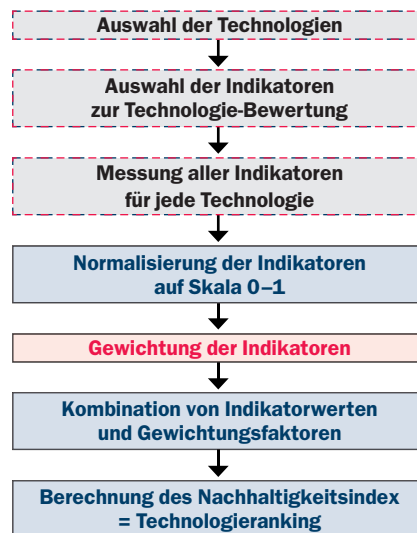 Auswahl der Technologien
Auswahl der Indikatoren
zur Technologie-Bewertung
Messung aller Indikatoren
für jede Technologie
Normalisierung der Indikatoren
auf Skala 0–1
Gewichtung der Indikatoren
Kombination von Indikatorwerten
und Gewichtungsfaktoren
Berechnung des Nachhaltigkeitsindex
= Technologieranking